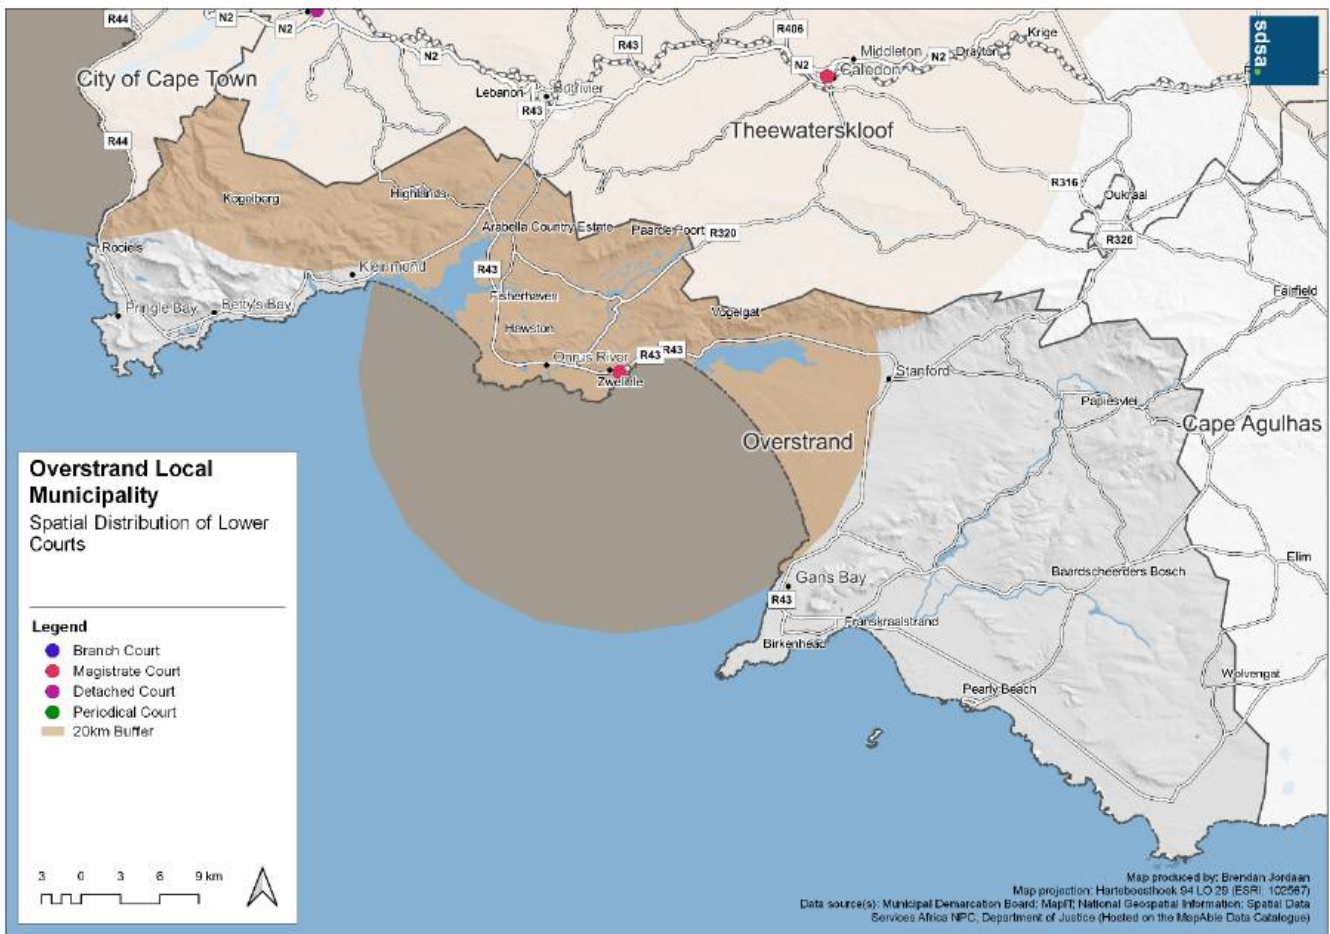 R44
N2
N2
N2
R43
R406
N2
N2
Middleton
Drayton
Krige
Caledon
sdsa.
City of Cape Town
Lebanon
Botrivier
R43
R44
Theewaterskloof
R316
Oukraal
Kogelberg
Highlands
Arabella Country Estate
Paarde Poort
R320
R326
Rooiels
Kleinmond
R43
Fairfield
Pringle Bay
Betty's Bay
Fisherhaven
Vogelgat
Hawston
Onrus River
R43
R43
Zwelihle
Stanford
Papiesvlei
Overstrand
Cape Agulhas
Elim
Baardscheerders Bosch
Gans Bay
R43
Franskraalstrand
Birkenhead
Wolvengat
Pearly Beach
Overstrand Local
Municipality
Spatial Distribution of Lower
Courts
Legend
Branch Court
Magistrate Court
Detached Court
Periodical Court
20km Buffer
3 0 3 6 9 km
Map produced by: Brendan Jordaan
Map projection: Hartebeesthoek 94 LO 29 (ESRI: 102567)
Data source(s): Municipal Demarcation Board; MapIT; National Geospatial Information; Spatial Data
Services Africa NPC; Department of Justice (Hosted on the MapAble Data Catalogue)